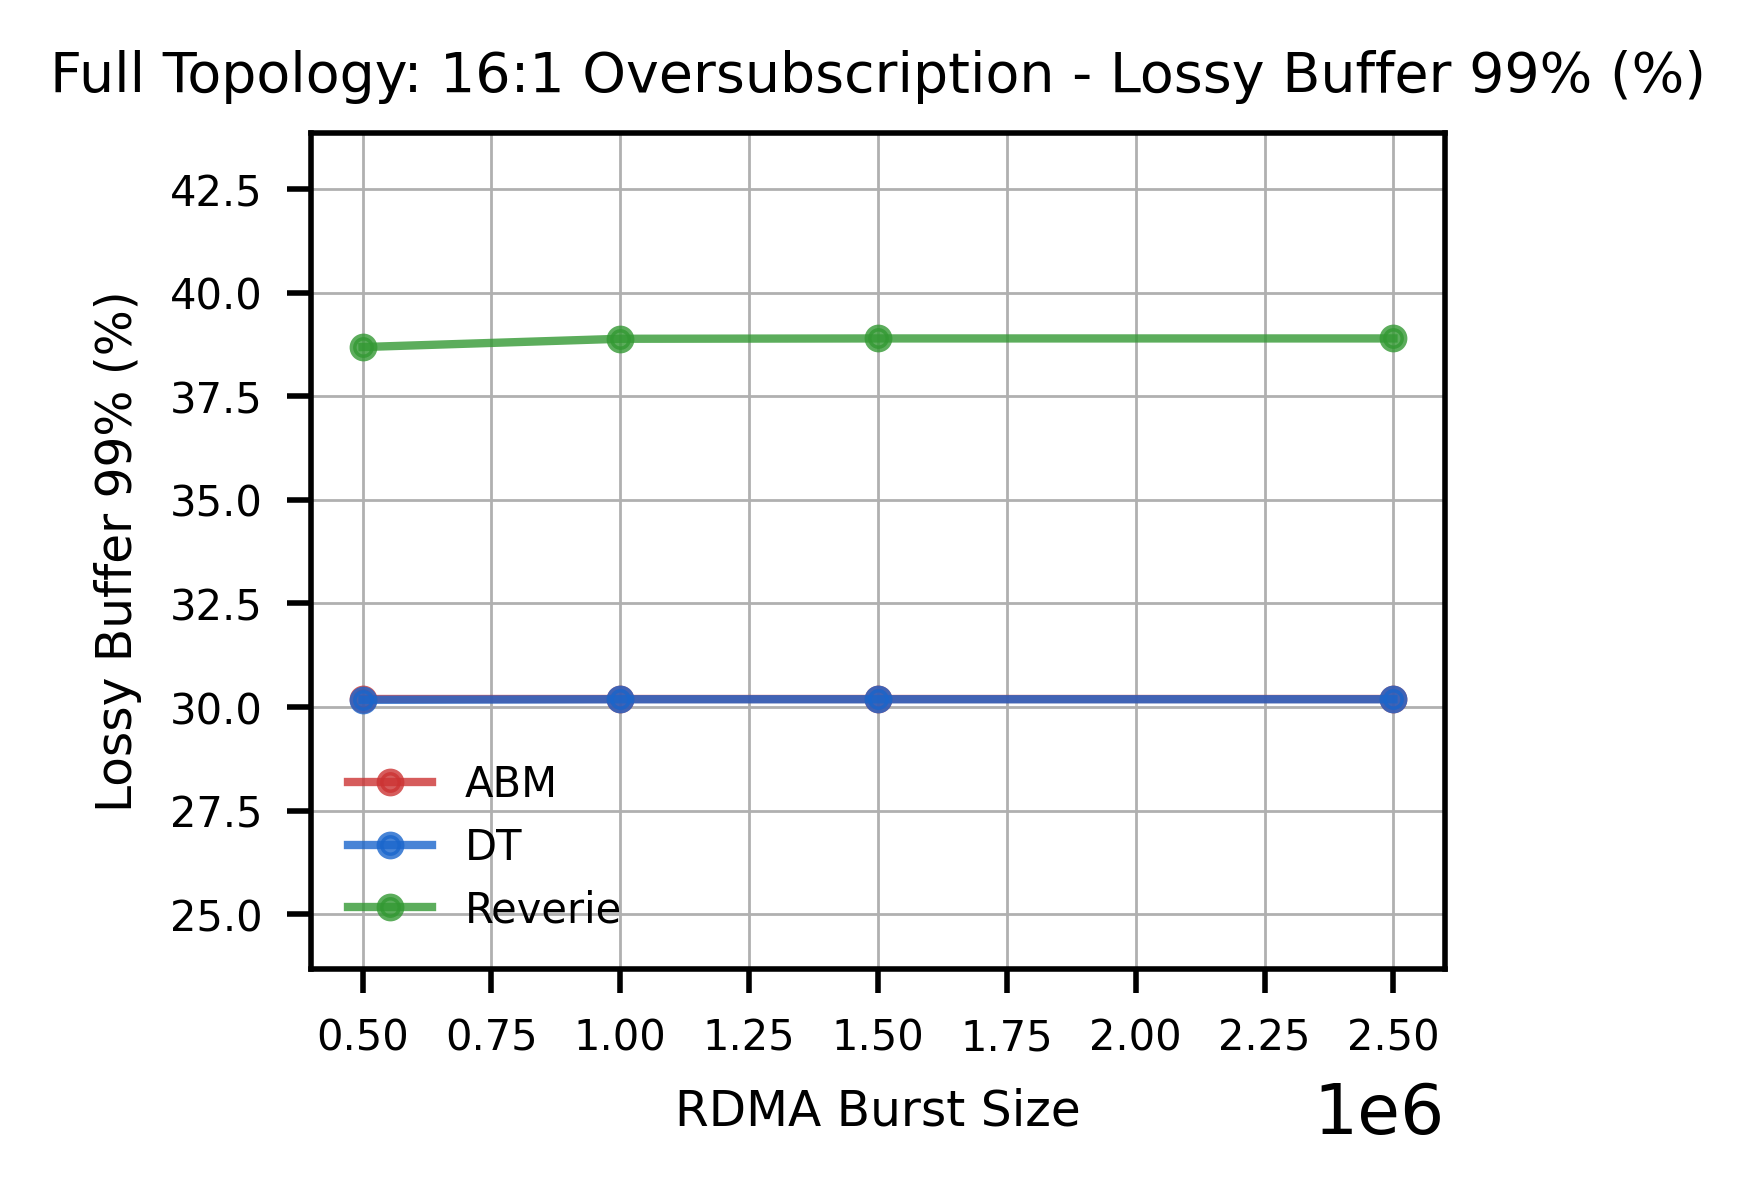 Full Topology: 16:1 Oversubscription - Lossy Buffer 99% (%)
Lossy Buffer 99% (%)
42.5
40.0
37.5
35.0
32.5
30.0
27.5
25.0
ABM
DT
Reverie
0.50 0.75 1.00 1.25 1.50 1.75 2.00 2.25 2.50
RDMA Burst Size
1e6